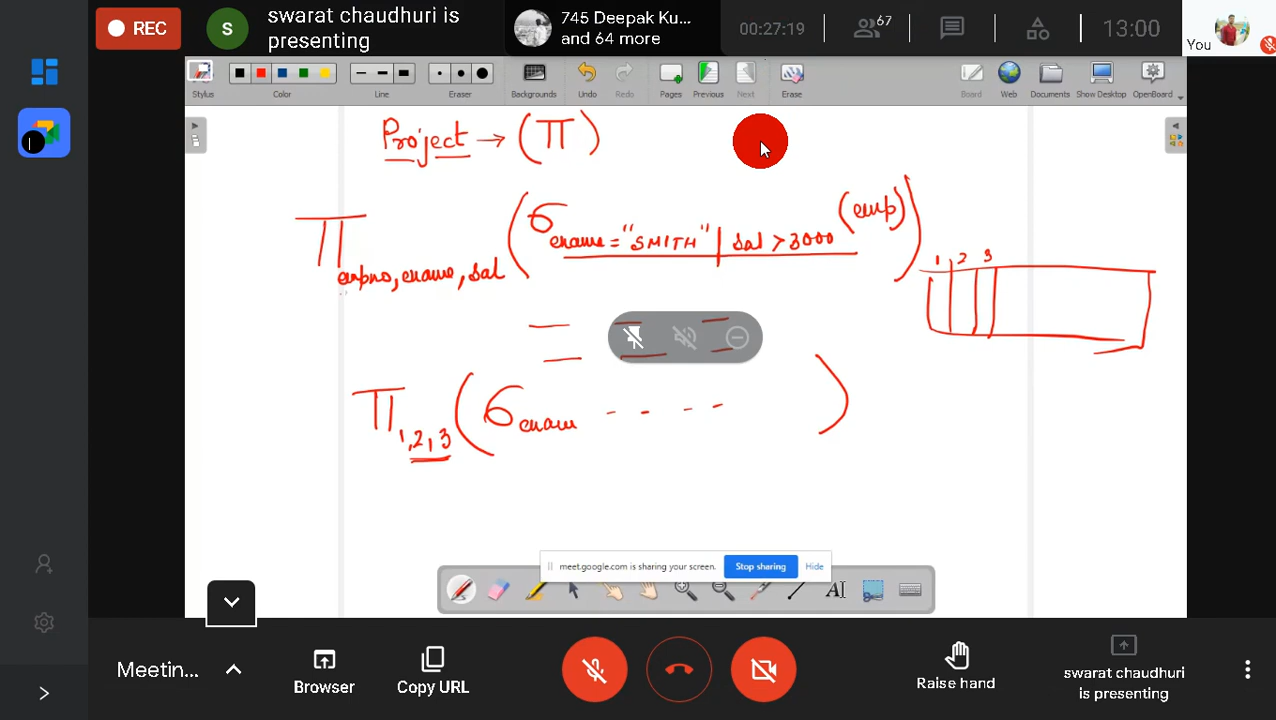 REC
S
swarat chaudhuri is
presenting
745 Deepak Ku...
and 64 more
00:27:19
67
13:00
You
Stylus
Color
Line
Eraser
Backgrounds
Undo
Redo
Pages
Previous
Next
Erase
Board
Web
Documents
Show Desktop
OpenBoard
Project → (π)
π empno, ename, sal (σ ename = "SMITH" | sal > 3000 (emp))
1 2 3
π 1, 2, 3 (σ enam - - - - )
meet.google.com is sharing your screen.
Stop sharing
Hide
Meetin...
Browser
Copy URL
Raise hand
swarat chaudhuri
is presenting